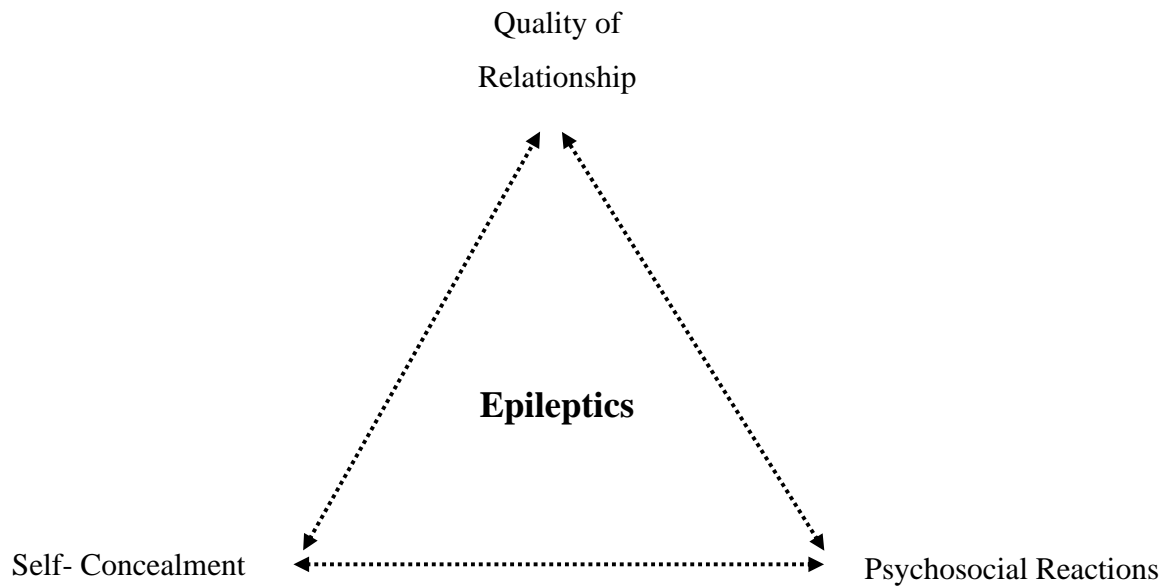 Quality of
Relationship
Epileptics
Self- Concealment
Psychosocial Reactions